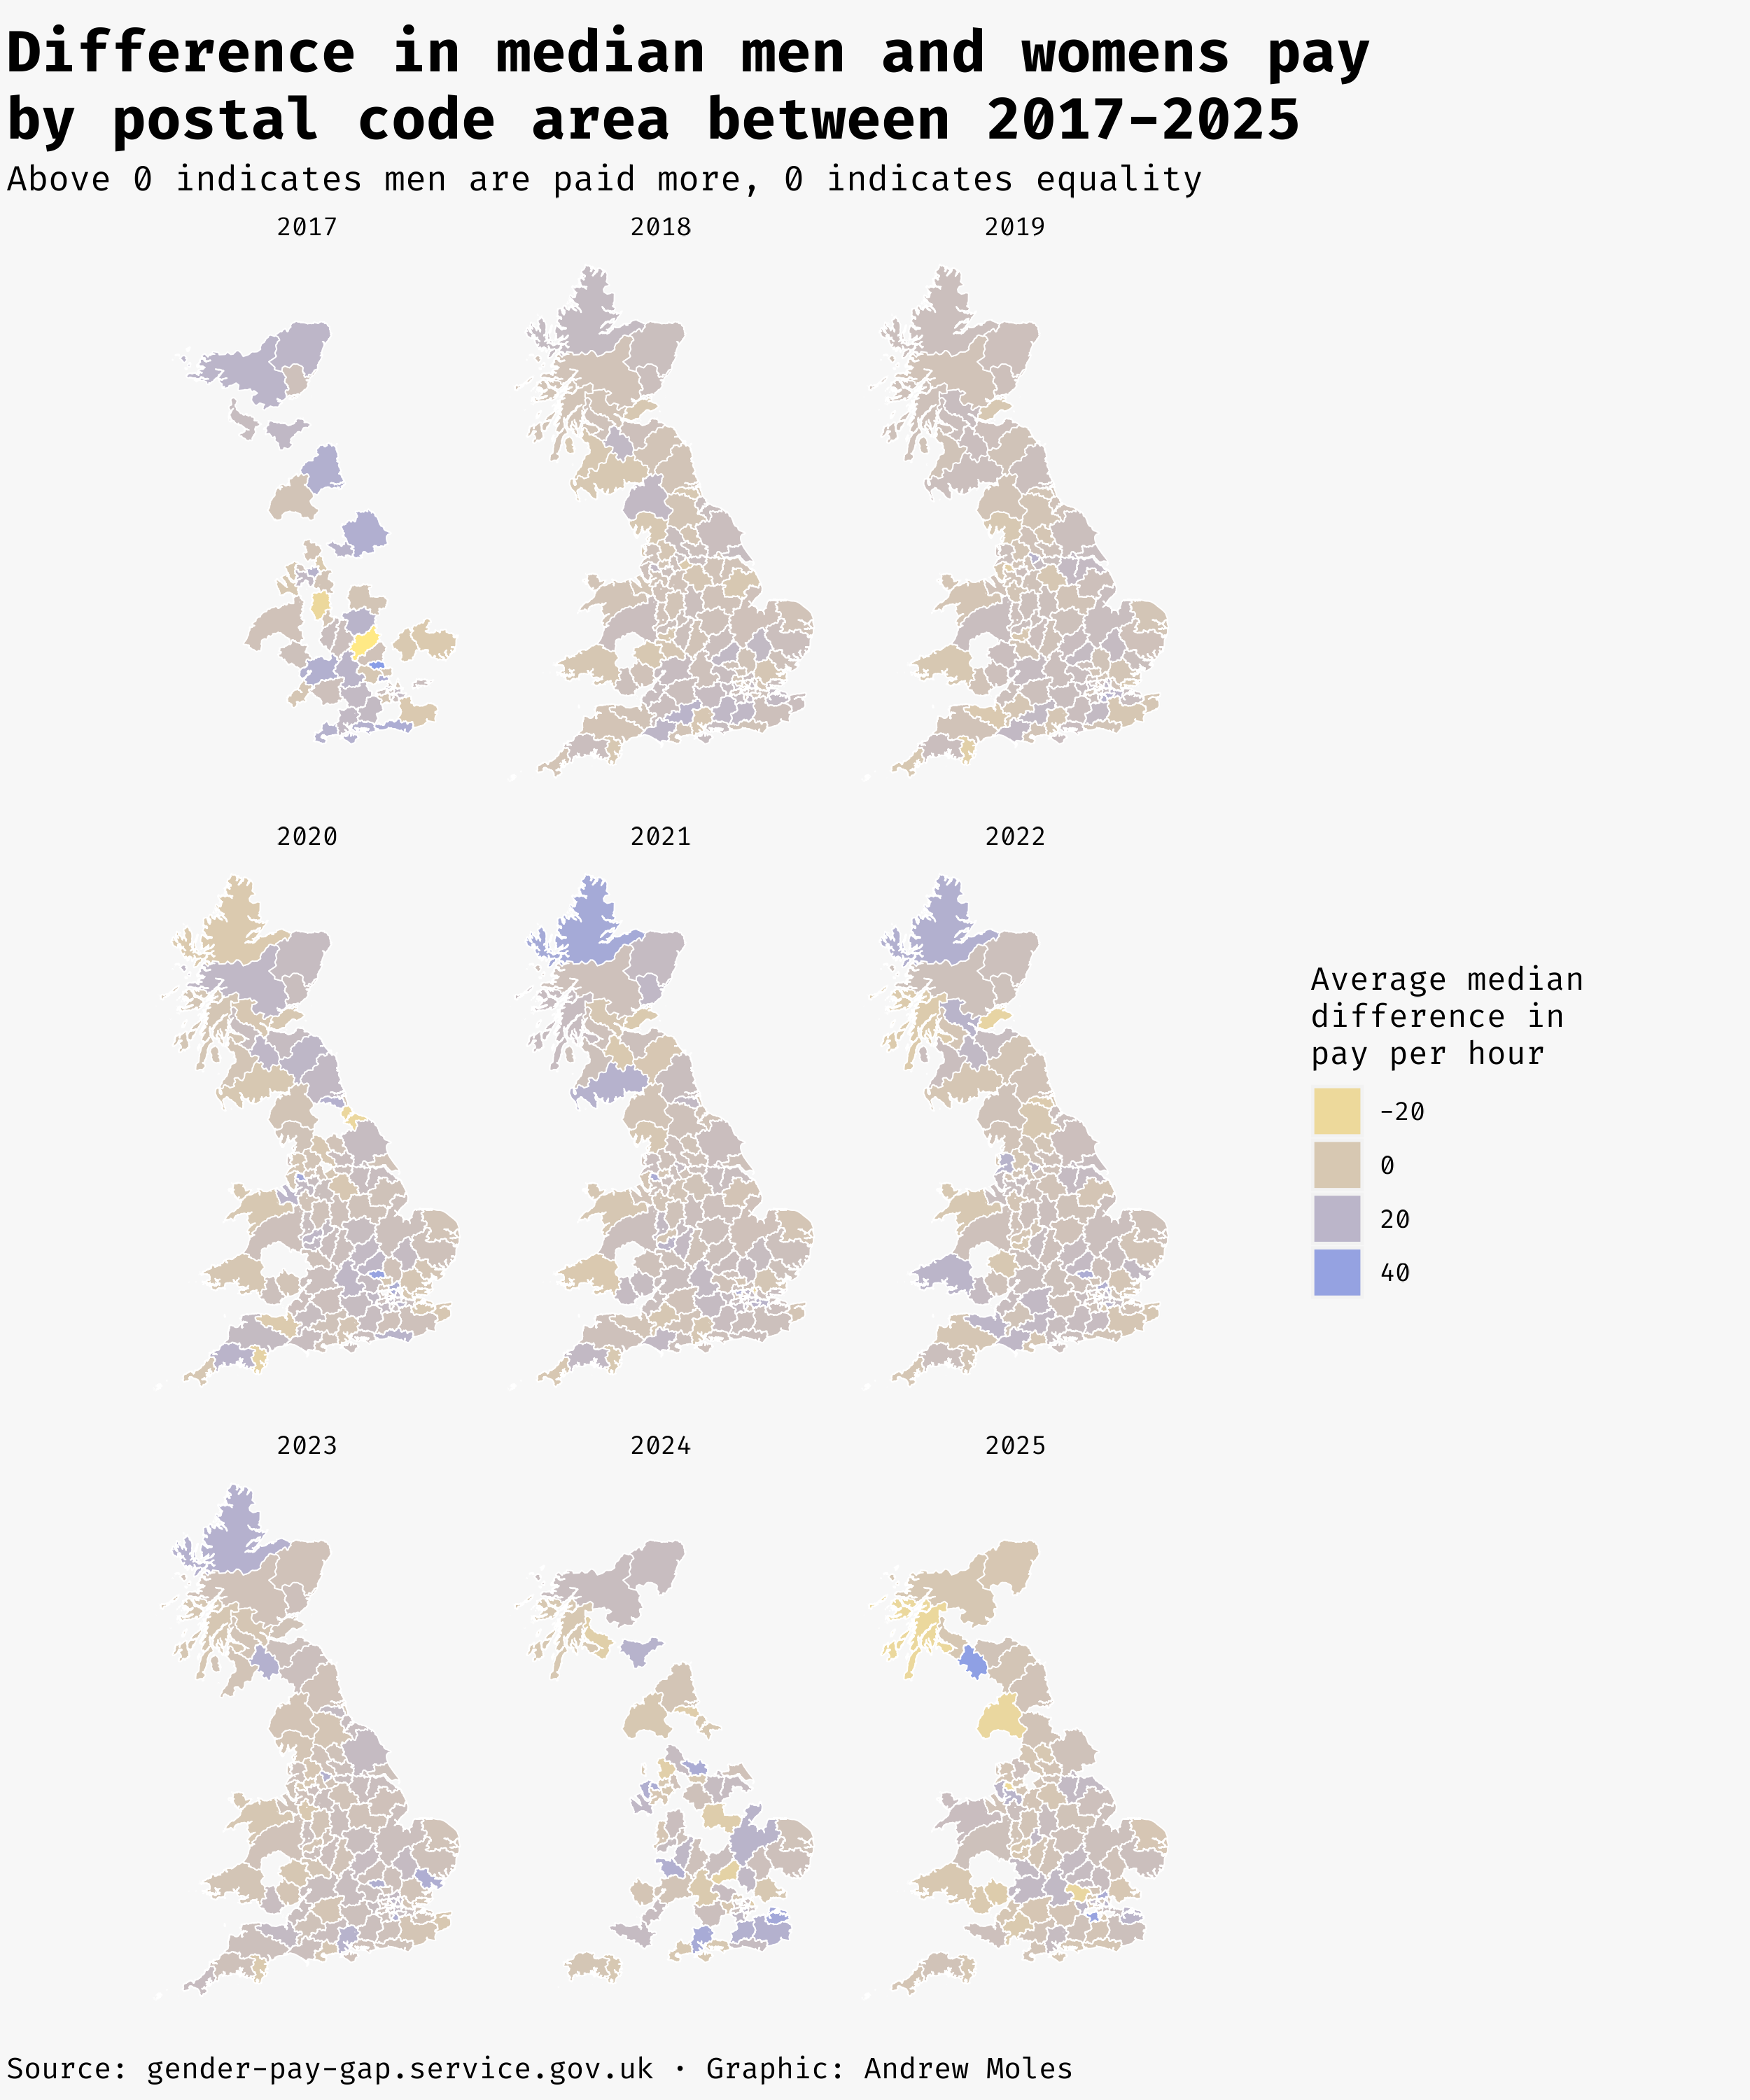 Difference in median men and womens pay
by postal code area between 2017-2025
Above 0 indicates men are paid more, 0 indicates equality
2017 2018 2019
2020 2021 2022
Average median
difference in
pay per hour
-20
0
20
40
2023 2024 2025
Source: gender-pay-gap.service.gov.uk · Graphic: Andrew Moles